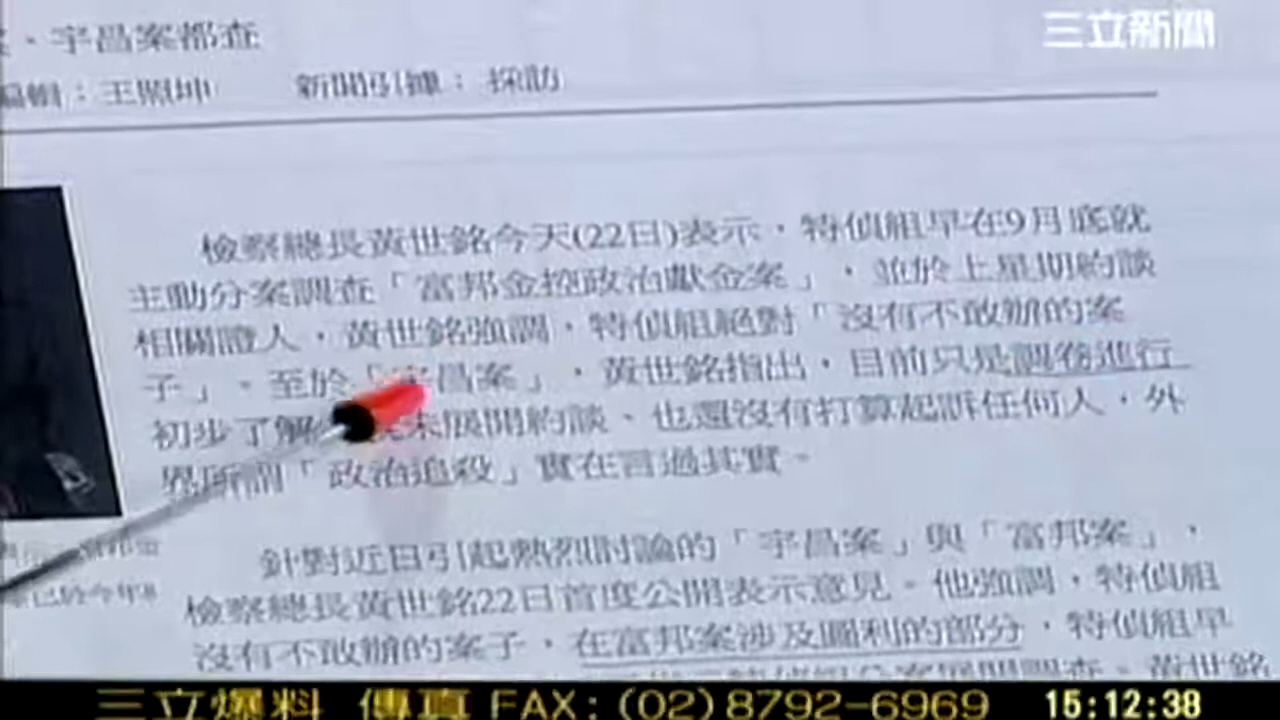 三立新聞
、宇昌案都查
編輯：王照坤 新聞引據：採訪
檢察總長黃世銘今天(22日)表示，特偵組早在9月底就
主動分案調查「富邦金控政治獻金案」，並於上星期約談
相關證人，黃世銘強調，特偵組絕對「沒有不敢辦的案
子」。至於「宇昌案」，黃世銘指出，目前只是調卷進行
初步了解 未展開約談、也還沒有打算起訴任何人，外
界所謂「政治追殺」實在言過其實。
針對近日引起熱烈討論的「宇昌案」與「富邦案」，
檢察總長黃世銘22日首度公開表示意見。他強調，特偵組
沒有不敢辦的案子，在富邦案涉及圖利的部分，特偵組早
黃世銘
三立爆料 傳真 FAX:(02)8792-6969 15:12:38